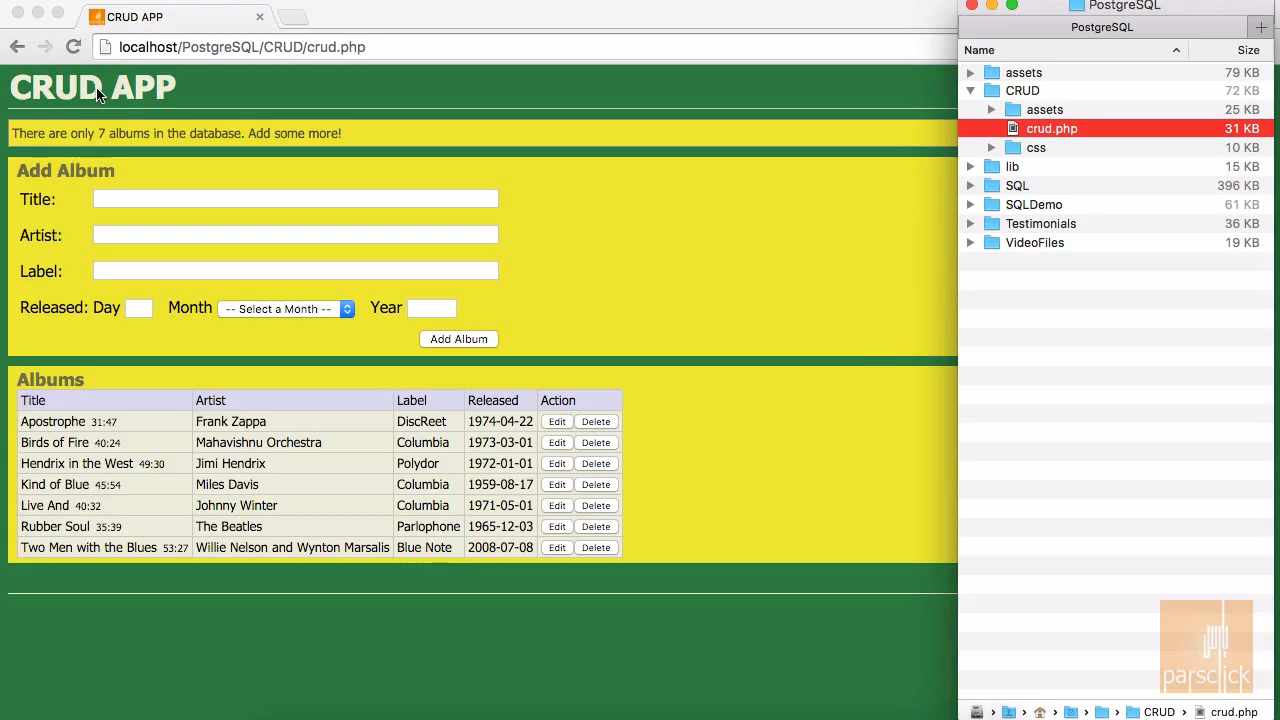 CRUD APP
localhost/PostgreSQL/CRUD/crud.php
CRUD APP
There are only 7 albums in the database. Add some more!
Add Album
Title:
Artist:
Label:
Released: Day Month -- Select a Month -- Year
Add Album
Albums
Title Artist Label Released Action
Apostrophe 31:47 Frank Zappa DiscReet 1974-04-22 Edit Delete
Birds of Fire 40:24 Mahavishnu Orchestra Columbia 1973-03-01 Edit Delete
Hendrix in the West 49:30 Jimi Hendrix Polydor 1972-01-01 Edit Delete
Kind of Blue 45:54 Miles Davis Columbia 1959-08-17 Edit Delete
Live And 40:32 Johnny Winter Columbia 1971-05-01 Edit Delete
Rubber Soul 35:39 The Beatles Parlophone 1965-12-03 Edit Delete
Two Men with the Blues 53:27 Willie Nelson and Wynton Marsalis Blue Note 2008-07-08 Edit Delete
PostgreSQL
PostgreSQL
Name Size
assets 79 KB
CRUD 72 KB
assets 25 KB
crud.php 31 KB
css 10 KB
lib 15 KB
SQL 396 KB
SQLDemo 61 KB
Testimonials 36 KB
VideoFiles 19 KB
parsclick
CRUD crud.php